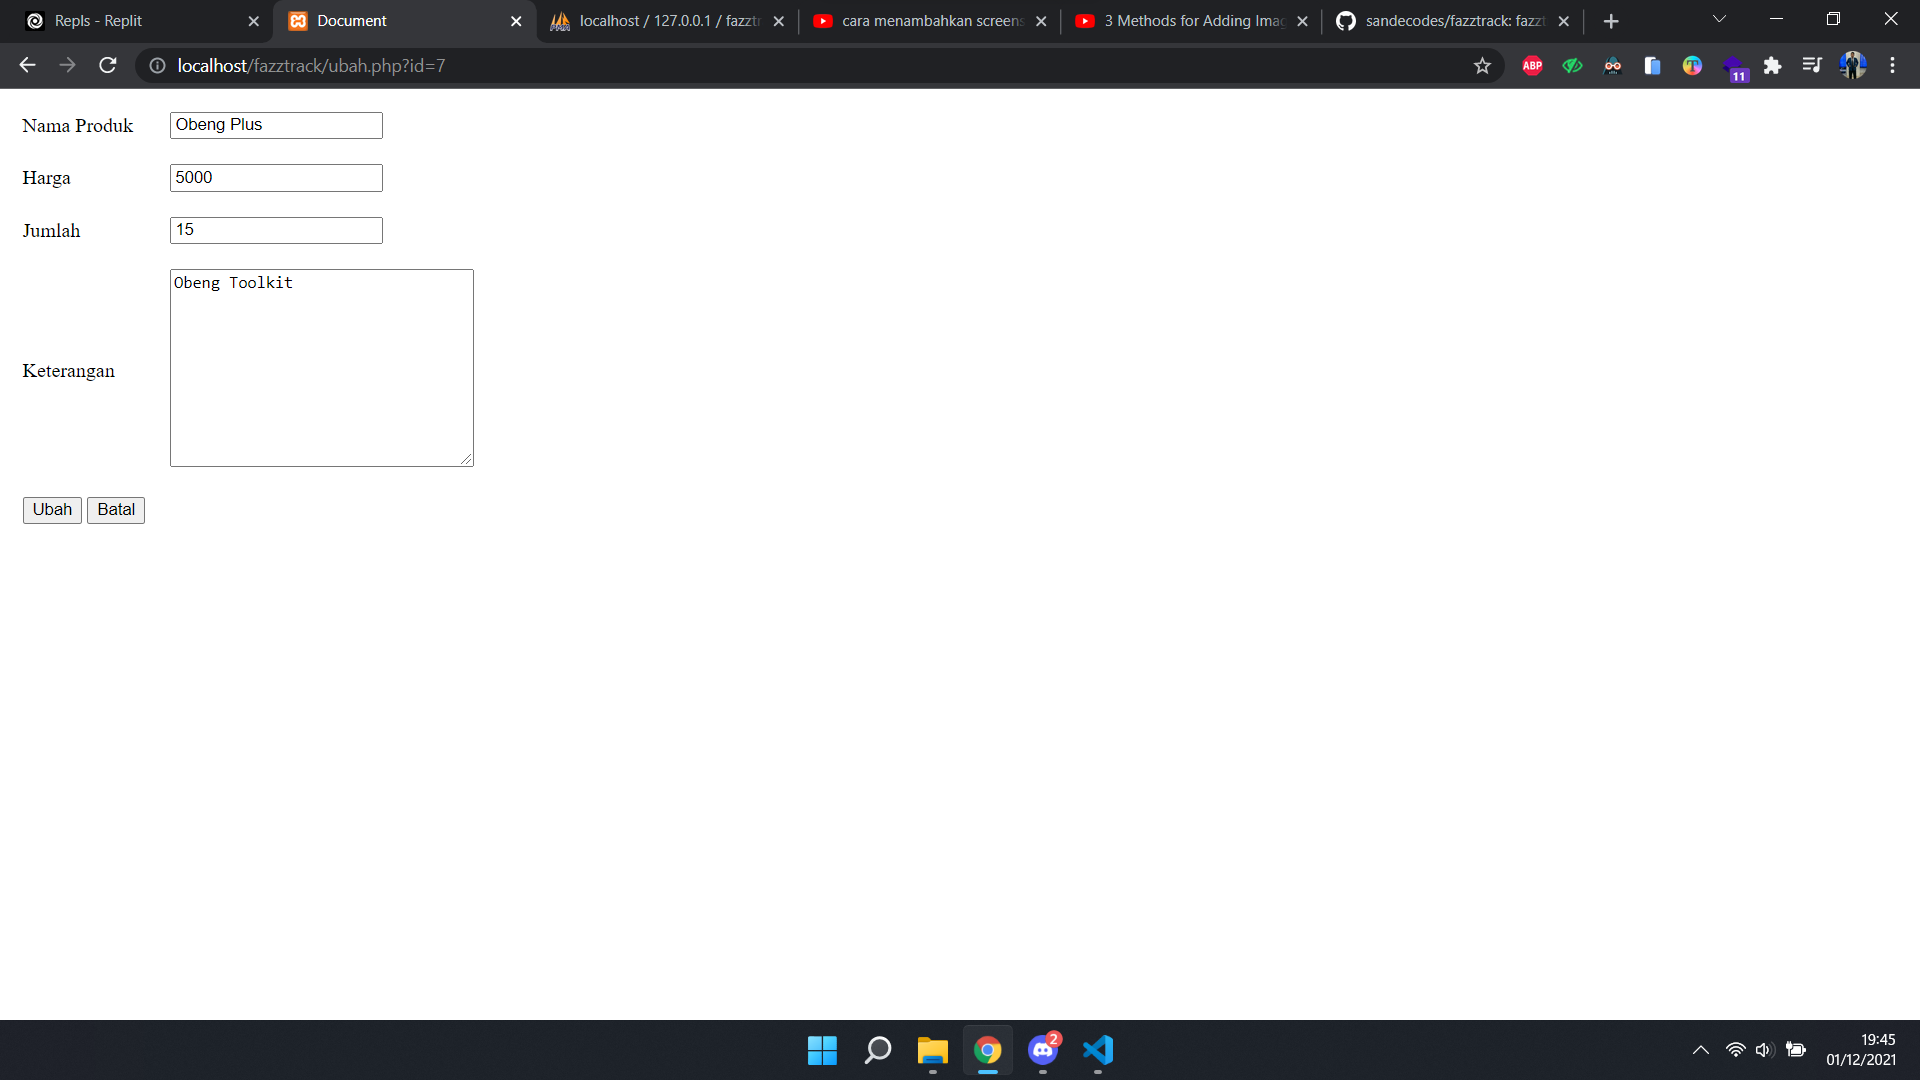 Repls - Replit
Document
localhost / 127.0.0.1 / fazztr
cara menambahkan screens
3 Methods for Adding Imag
sandecodes/fazztrack: fazzt
localhost/fazztrack/ubah.php?id=7
ABP
11
Nama Produk
Obeng Plus
Harga
5000
Jumlah
15
Keterangan
Obeng Toolkit
Ubah
Batal
2
19:45
01/12/2021